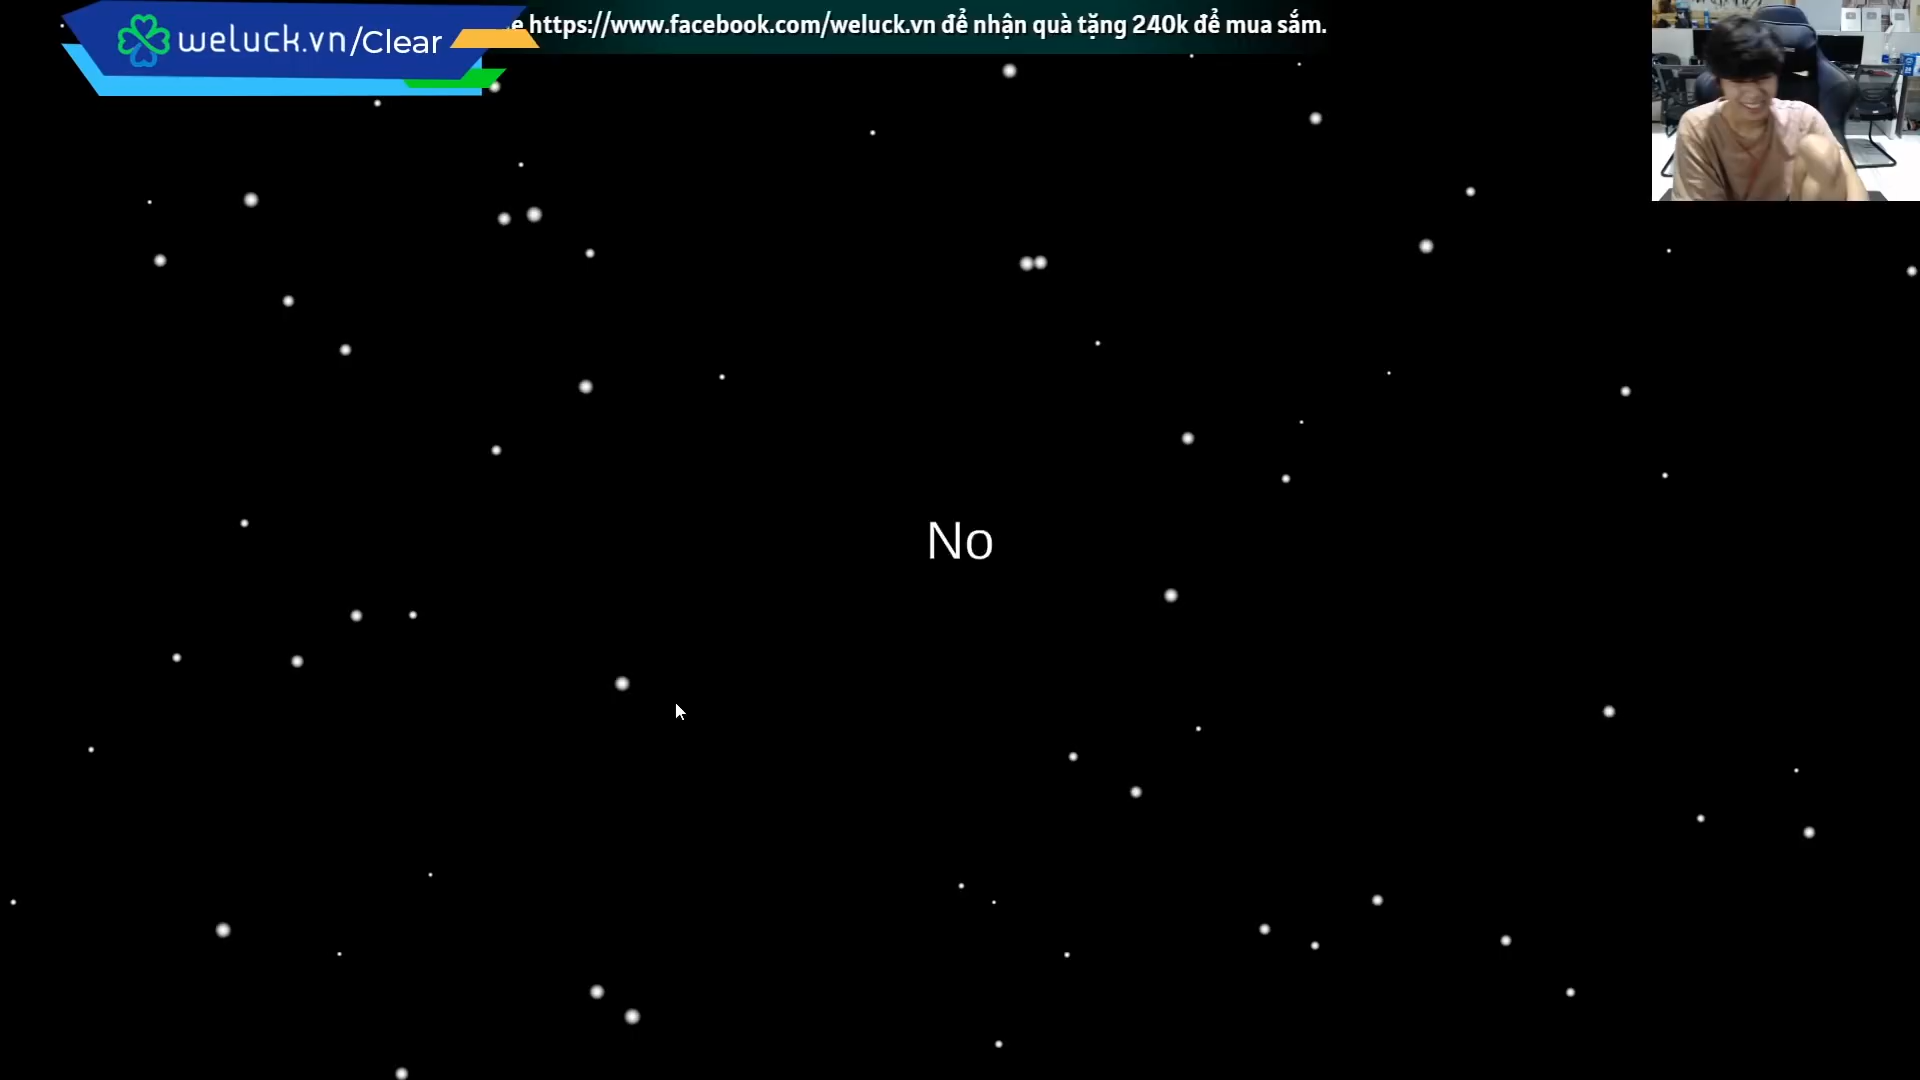 weluck.vn/Clear
https://www.facebook.com/weluck.vn để nhận quà tặng 240k để mua sắm.
No